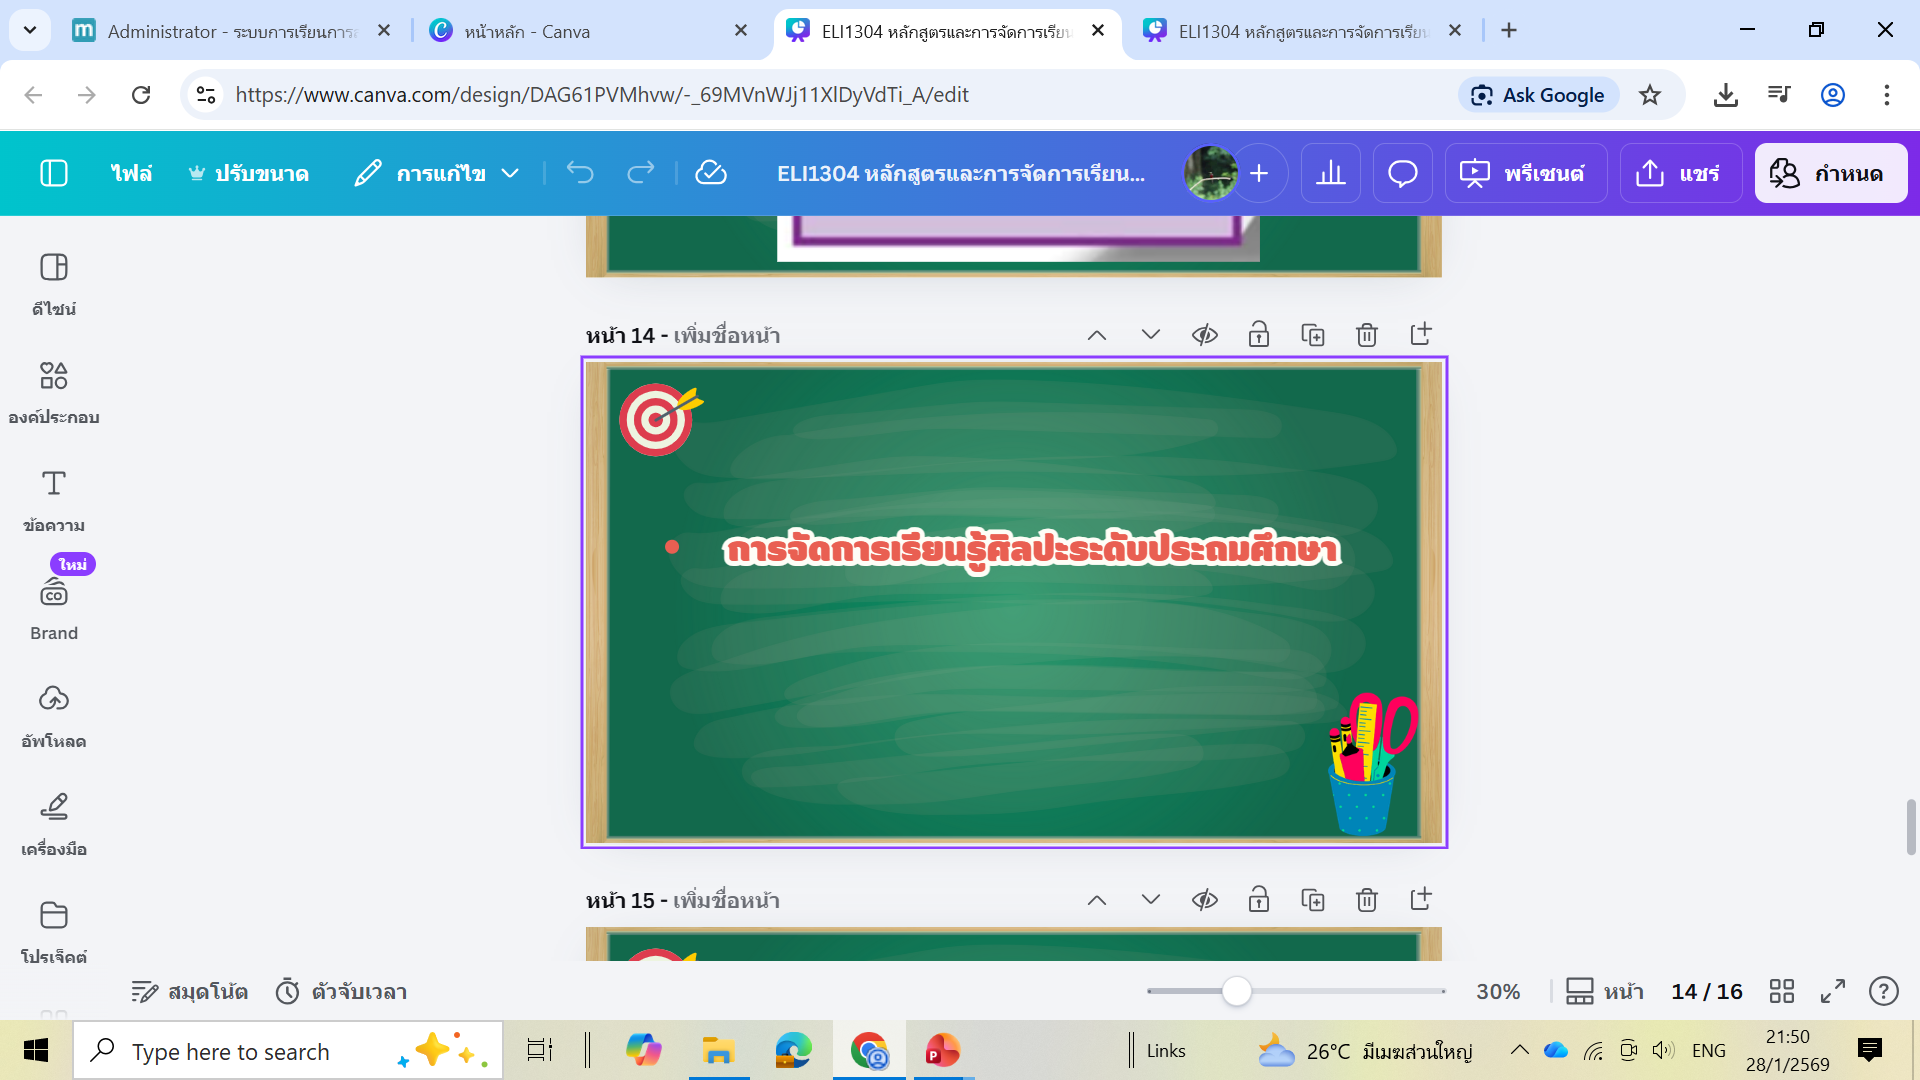 Administrator - ระบบการเรียนการส
หน้าหลัก - Canva
ELI1304 หลักสูตรและการจัดการเรียน
ELI1304 หลักสูตรและการจัดการเรียน
https://www.canva.com/design/DAG61PVMhvw/-_69MVnWJj11XlDyVdTi_A/edit
Ask Google
ไฟล์
ปรับขนาด
การแก้ไข
ELI1304 หลักสูตรและการจัดการเรียน...
พรีเซนต์
แชร์
กำหนด
ดีไซน์
องค์ประกอบ
ข้อความ
ใหม่
CO
Brand
อัพโหลด
เครื่องมือ
โปรเจ็คต์
หน้า 14 - เพิ่มชื่อหน้า
• การจัดการเรียนรู้ศิลปะระดับประถมศึกษา
หน้า 15 - เพิ่มชื่อหน้า
สมุดโน้ต
ตัวจับเวลา
30%
หน้า
14 / 16
Type here to search
Links
26°C มีเมฆส่วนใหญ่
ENG
21:50
28/1/2569